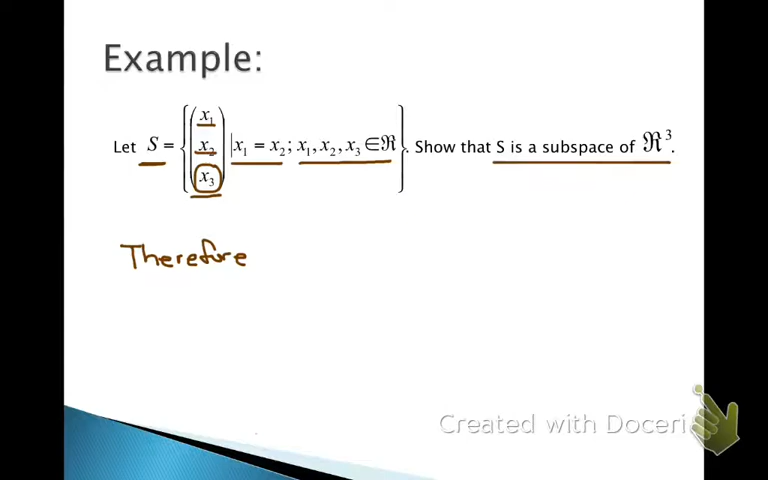 Example:
Let S = { ( x₁ x₂ x₃ ) | x₁ = x₂ ; x₁, x₂, x₃ ∈ ℜ } . Show that S is a subspace of ℜ³ .
Therefore
Created with Doceri